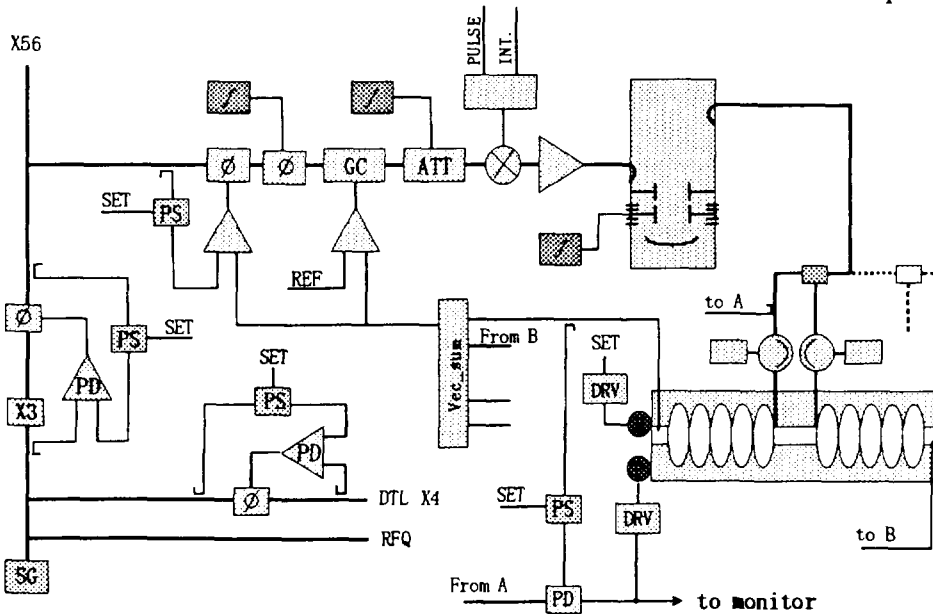 X56
PULSE
INT.
Ø
Ø
GC
ATT
SET
PS
REF
to A
Ø
PS
SET
PD
Vec_sum
From B
SET
SET
DRV
X3
PS
PD
Ø
DTL X4
SET
PS
DRV
RFQ
to B
SG
From A
PD
to monitor